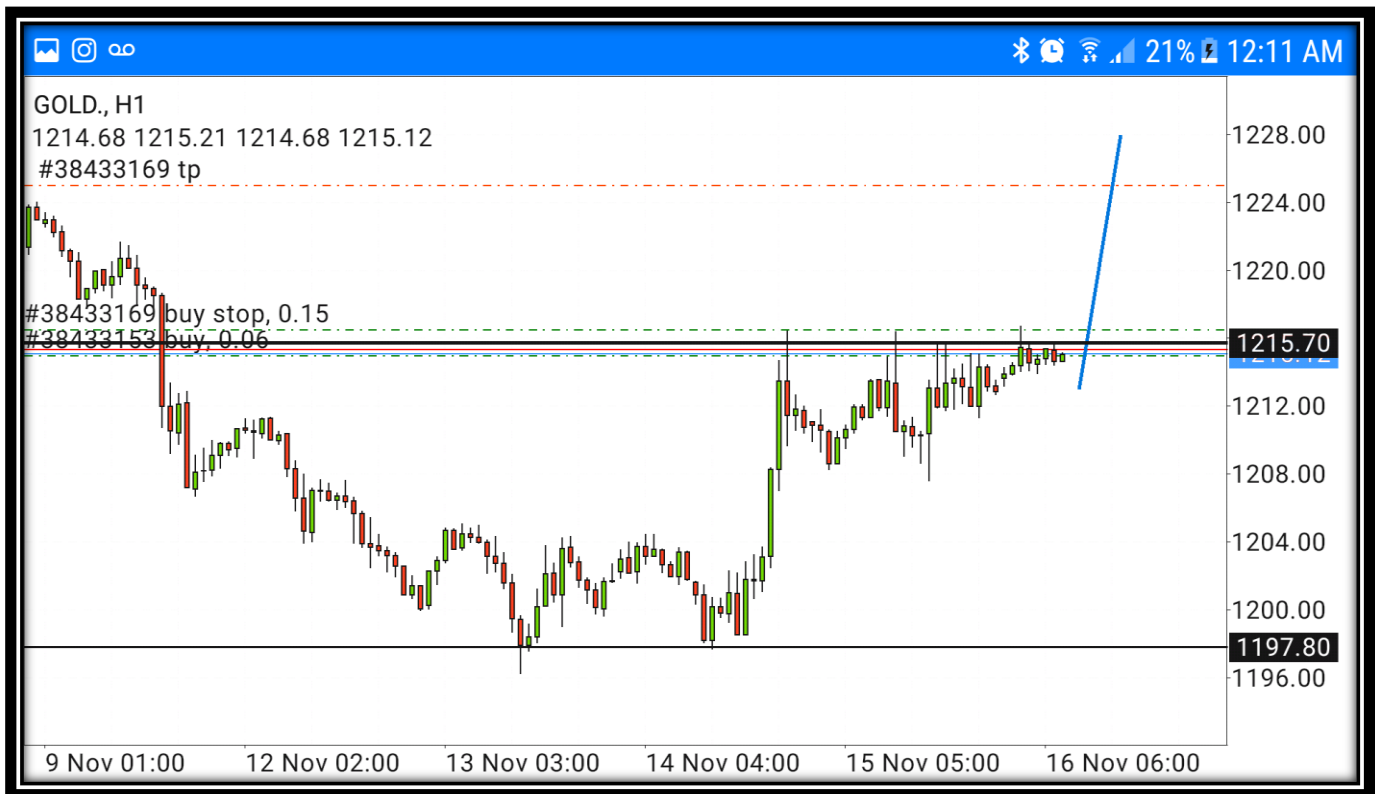 21% 12:11 AM
GOLD., H1
1214.68 1215.21 1214.68 1215.12
#38433169 tp
1228.00
1224.00
1220.00
#38433169 buy stop, 0.15
#38433153 buy, 0.06
1215.70
1212.00
1208.00
1204.00
1200.00
1197.80
1196.00
9 Nov 01:00 12 Nov 02:00 13 Nov 03:00 14 Nov 04:00 15 Nov 05:00 16 Nov 06:00